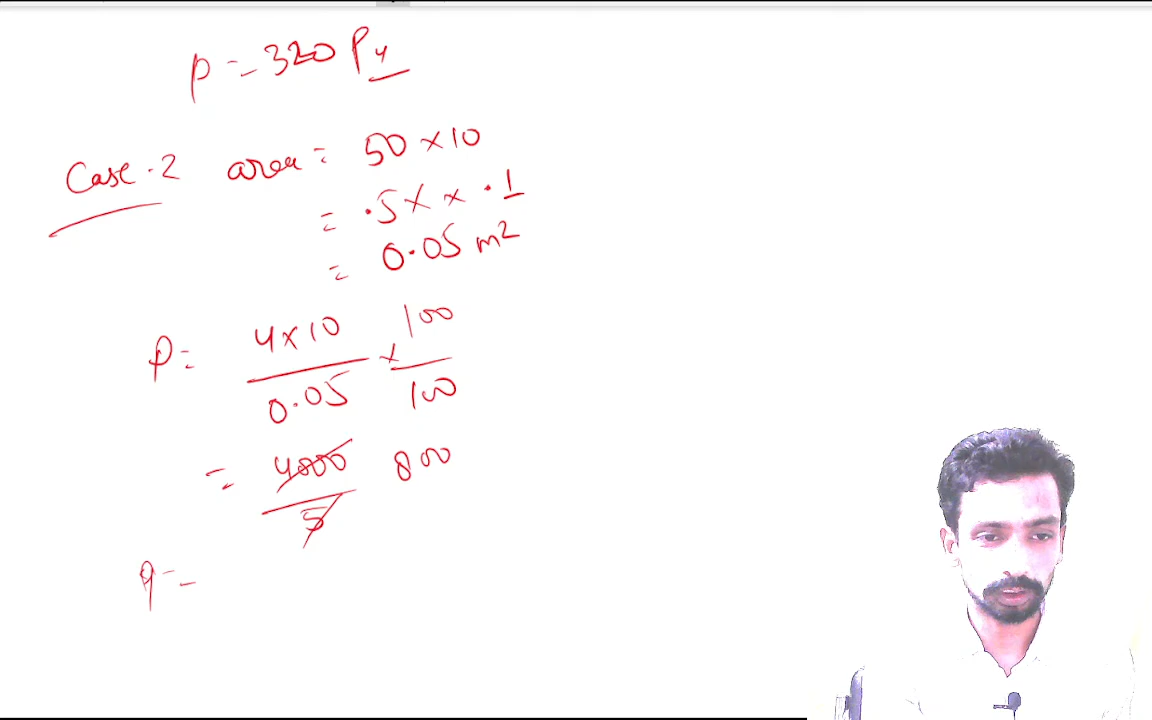 P = 320 Pa
Case.2 area = 50 × 10
= .5 × × .1
= 0.05 m²
P = 4×10/0.05 × 100/100
= 4000/5 800
P =